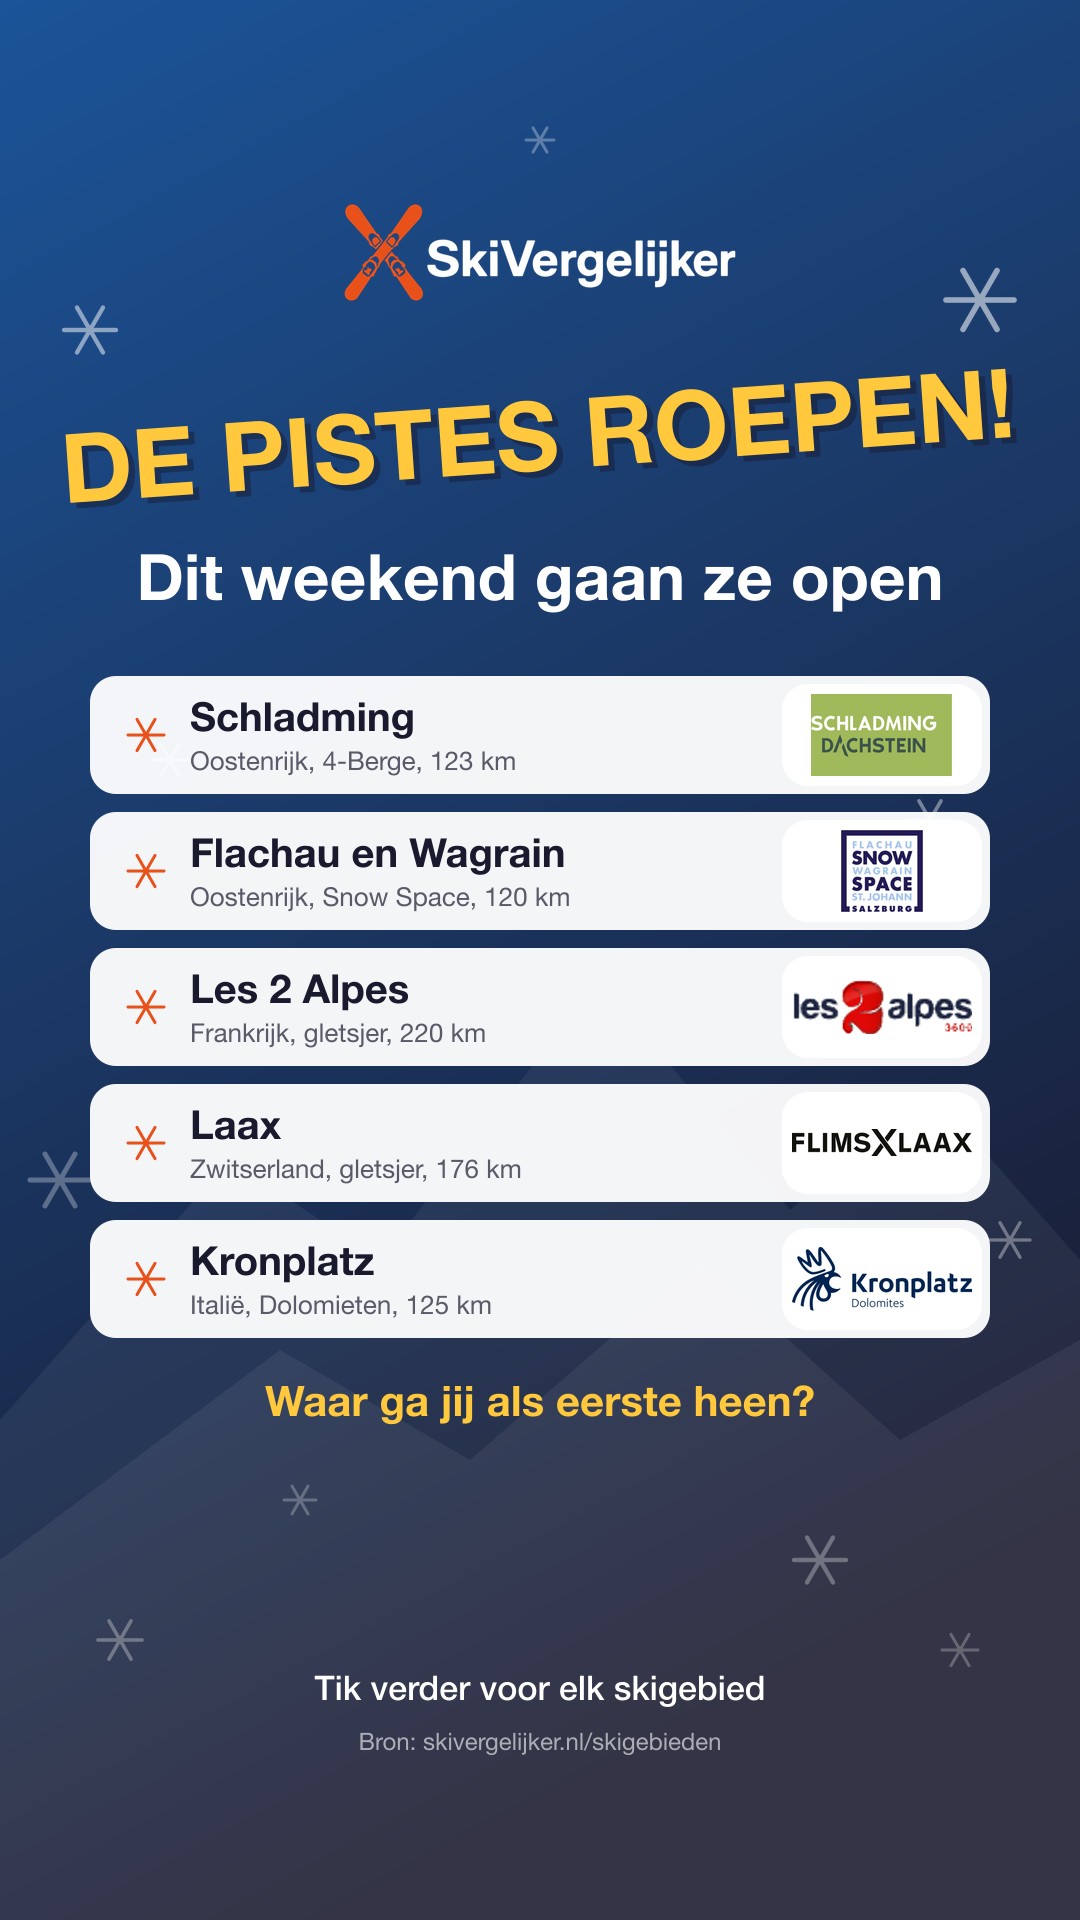 SkiVergelijker
DE PISTES ROEPEN!
Dit weekend gaan ze open
Schladming
Oostenrijk, 4-Berge, 123 km
SCHLADMING
DACHSTEIN
Flachau en Wagrain
Oostenrijk, Snow Space, 120 km
FLACHAU
SNOW
WAGRAIN
SPACE
ST. JOHANN
SALZBURG
Les 2 Alpes
Frankrijk, gletsjer, 220 km
les 2 alpes
3600
Laax
Zwitserland, gletsjer, 176 km
FLIMSXLAAX
Kronplatz
Italië, Dolomieten, 125 km
Kronplatz
Dolomites
Waar ga jij als eerste heen?
Tik verder voor elk skigebied
Bron: skivergelijker.nl/skigebieden